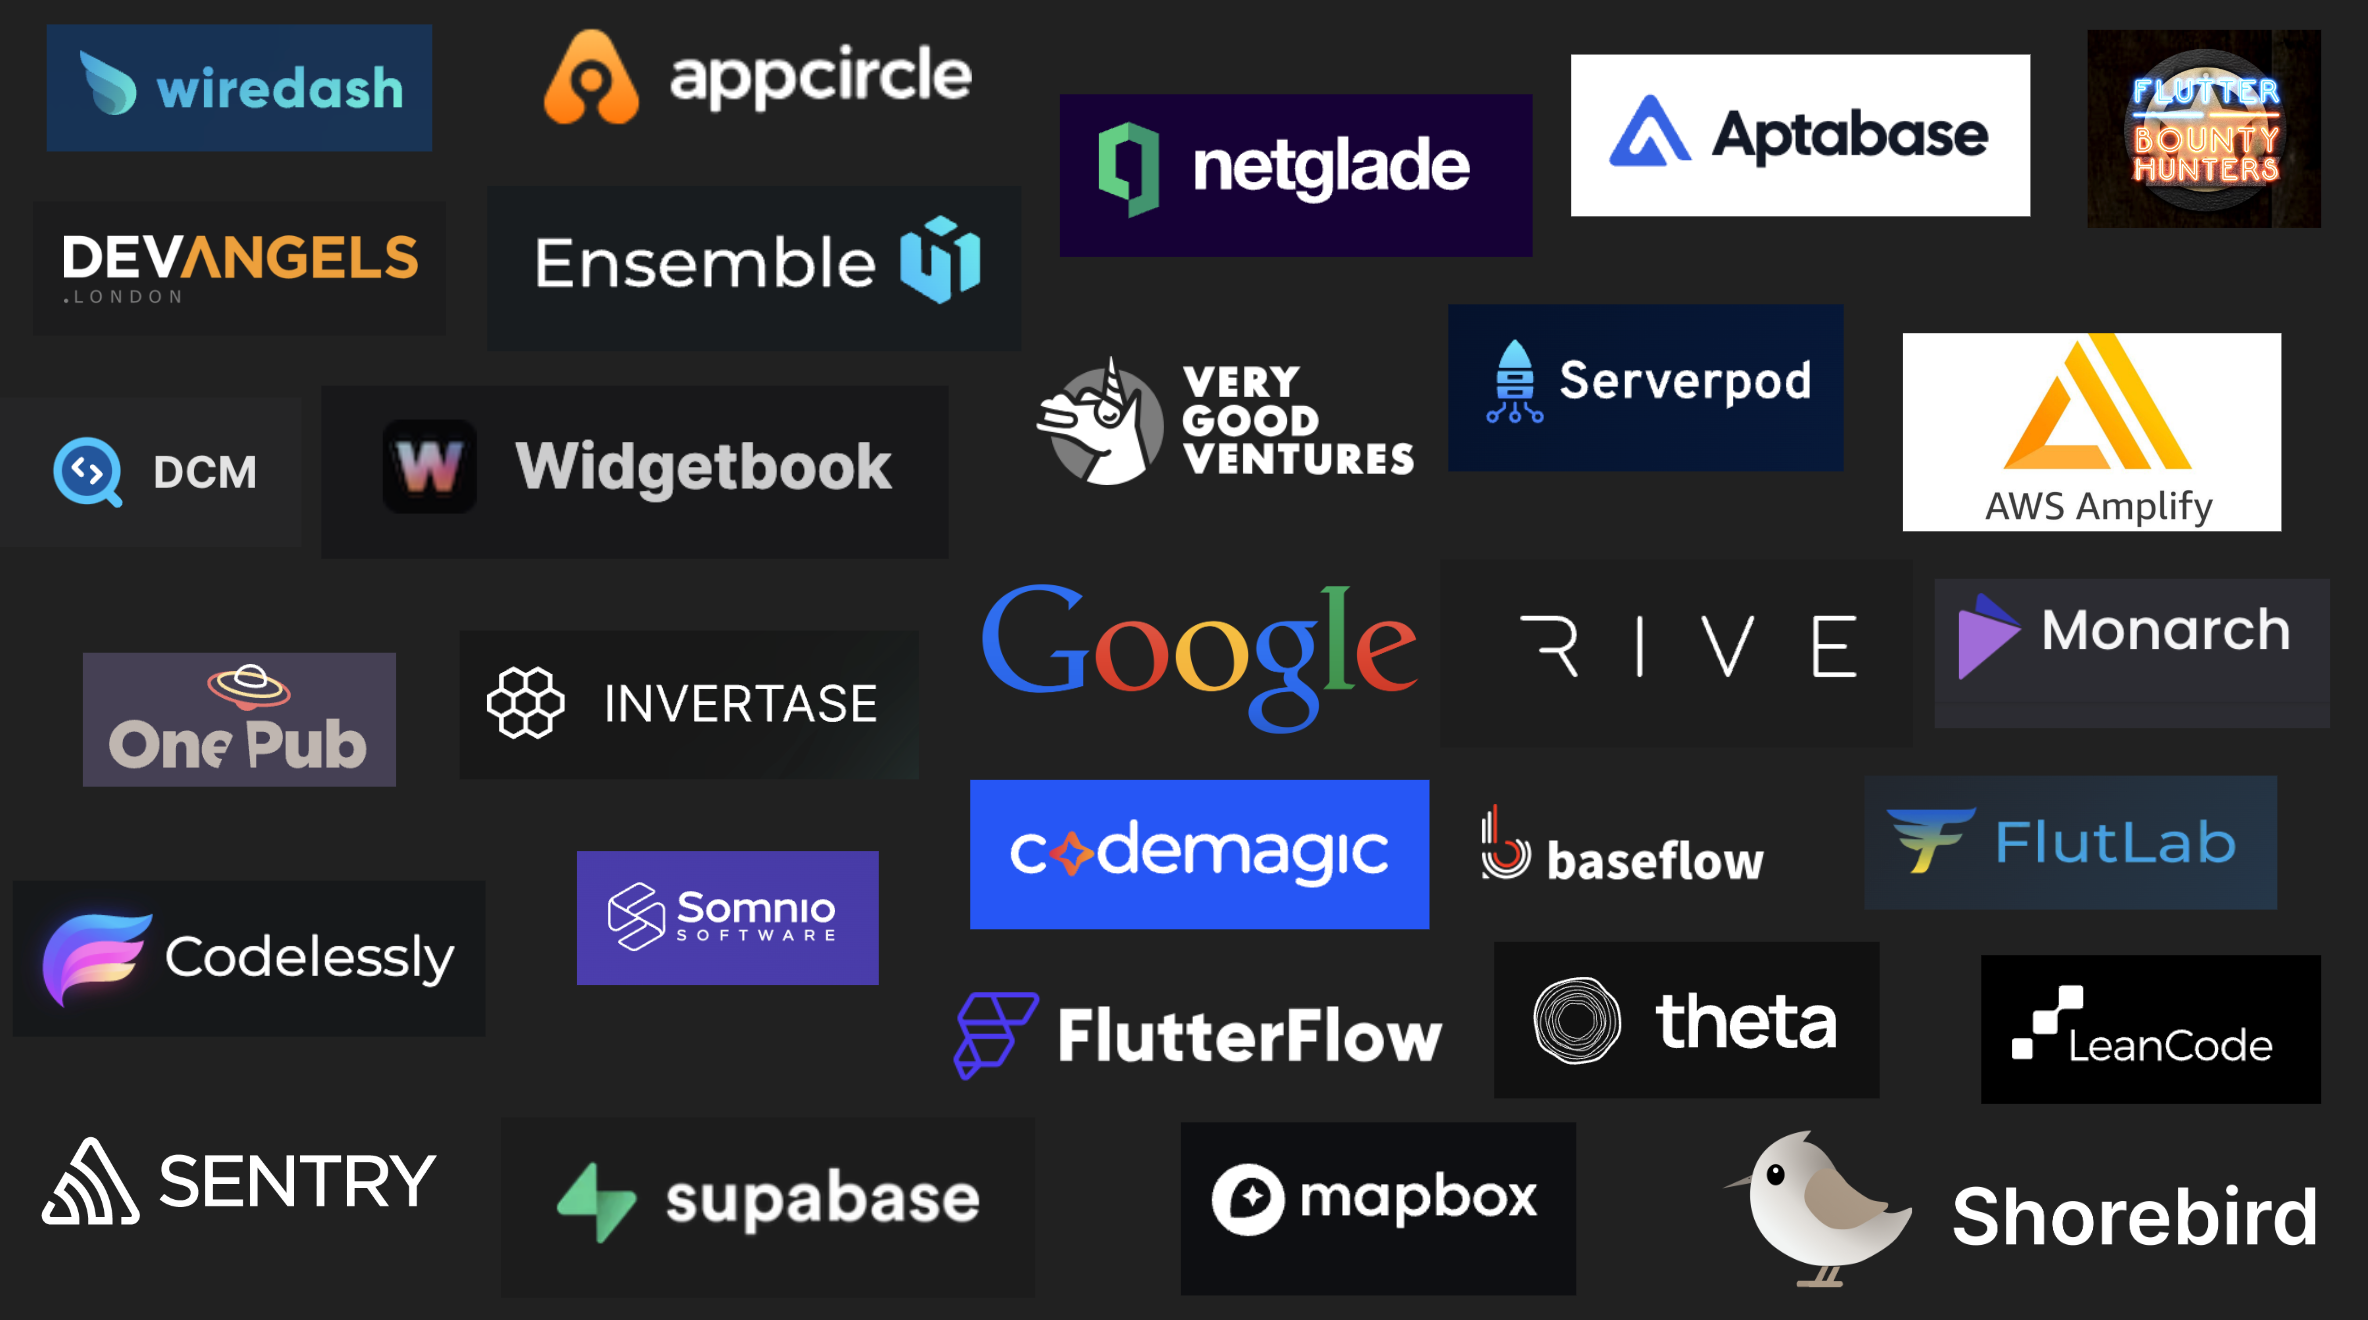 wiredash
appcircle
netglade
Aptabase
FLUTTER
BOUNTY
HUNTERS
DEVANGELS
.LONDON
Ensemble
VERY
GOOD
VENTURES
Serverpod
AWS Amplify
DCM
W
Widgetbook
Google
RIVE
Monarch
One Pub
INVERTASE
codemagic
baseflow
FlutLab
Codelessly
Somnio
SOFTWARE
FlutterFlow
theta
LeanCode
SENTRY
supabase
mapbox
Shorebird